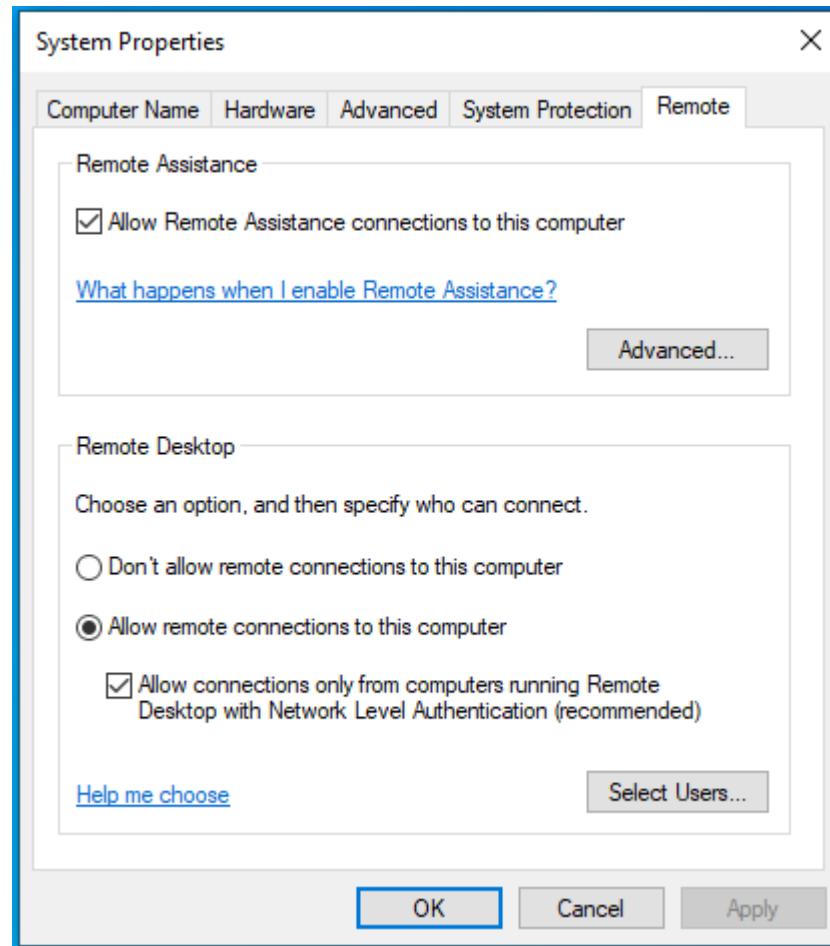 System Properties
Computer Name Hardware Advanced System Protection Remote
Remote Assistance
Allow Remote Assistance connections to this computer
What happens when I enable Remote Assistance?
Advanced...
Remote Desktop
Choose an option, and then specify who can connect.
Don't allow remote connections to this computer
Allow remote connections to this computer
Allow connections only from computers running Remote
Desktop with Network Level Authentication (recommended)
Help me choose Select Users...
OK Cancel Apply